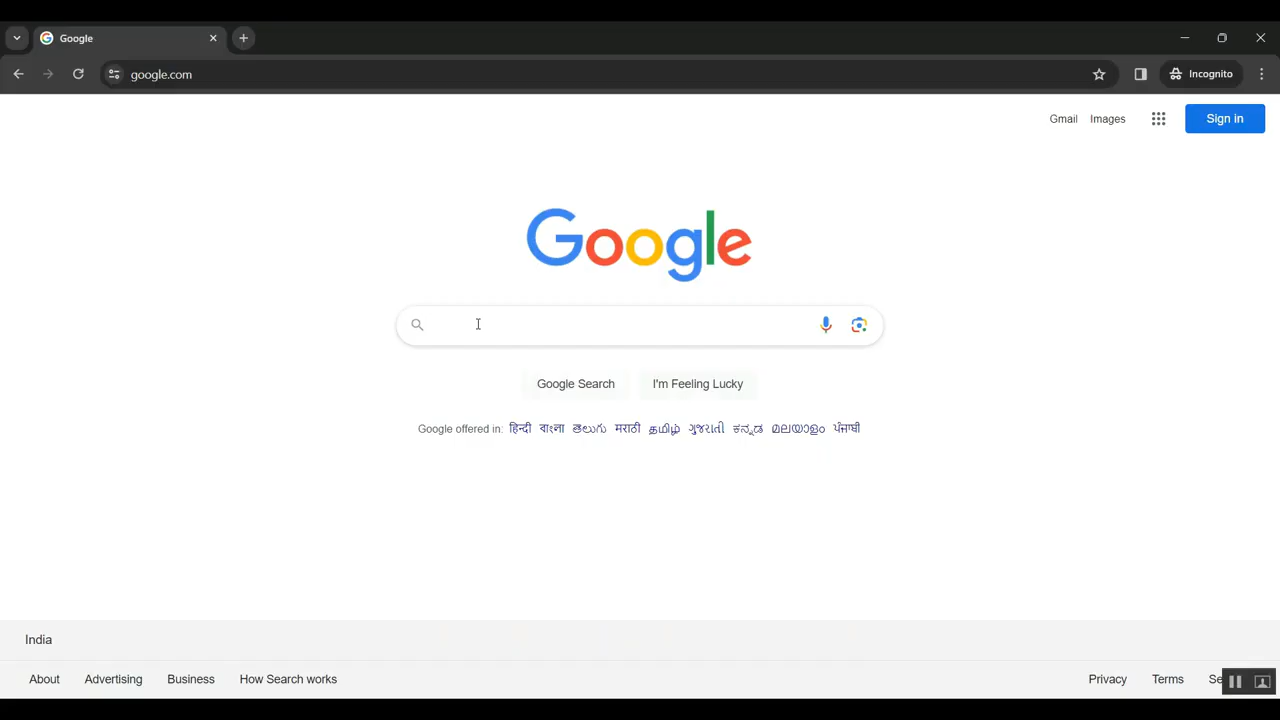 Google
google.com
Incognito
Gmail Images Sign in
Google
Google Search I'm Feeling Lucky
Google offered in: हिन्दी বাংলা తెలుగు मराठी தமிழ் ગુજરાતી ಕನ್ನಡ മലയാളം ਪੰਜਾਬੀ
India
About Advertising Business How Search works Privacy Terms Se